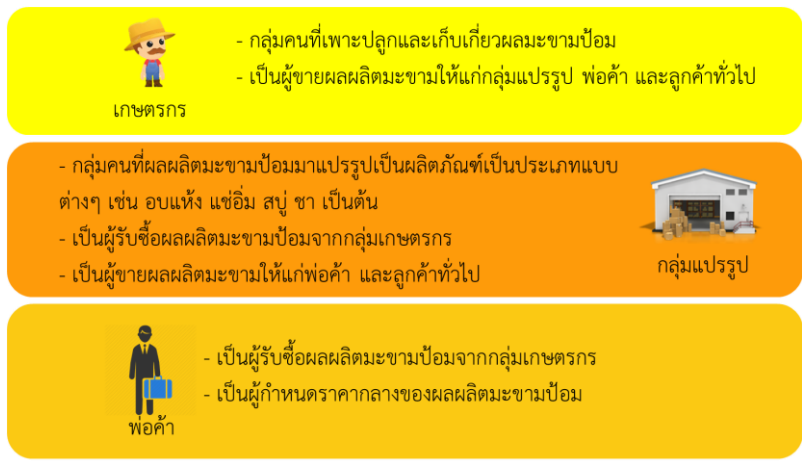 - กลุ่มคนที่เพาะปลูกและเก็บเกี่ยวผลมะขามป้อม
- เป็นผู้ขายผลผลิตมะขามให้แก่กลุ่มแปรรูป พ่อค้า และลูกค้าทั่วไป
เกษตรกร
- กลุ่มคนที่ผลผลิตมะขามป้อมมาแปรรูปเป็นผลิตภัณฑ์เป็นประเภทแบบ
ต่างๆ เช่น อบแห้ง แช่อิ่ม สบู่ ชา เป็นต้น
- เป็นผู้รับซื้อผลผลิตมะขามป้อมจากกลุ่มเกษตรกร
- เป็นผู้ขายผลผลิตมะขามให้แก่พ่อค้า และลูกค้าทั่วไป
กลุ่มแปรรูป
- เป็นผู้รับซื้อผลผลิตมะขามป้อมจากกลุ่มเกษตรกร
- เป็นผู้กำหนดราคากลางของผลผลิตมะขามป้อม
พ่อค้า